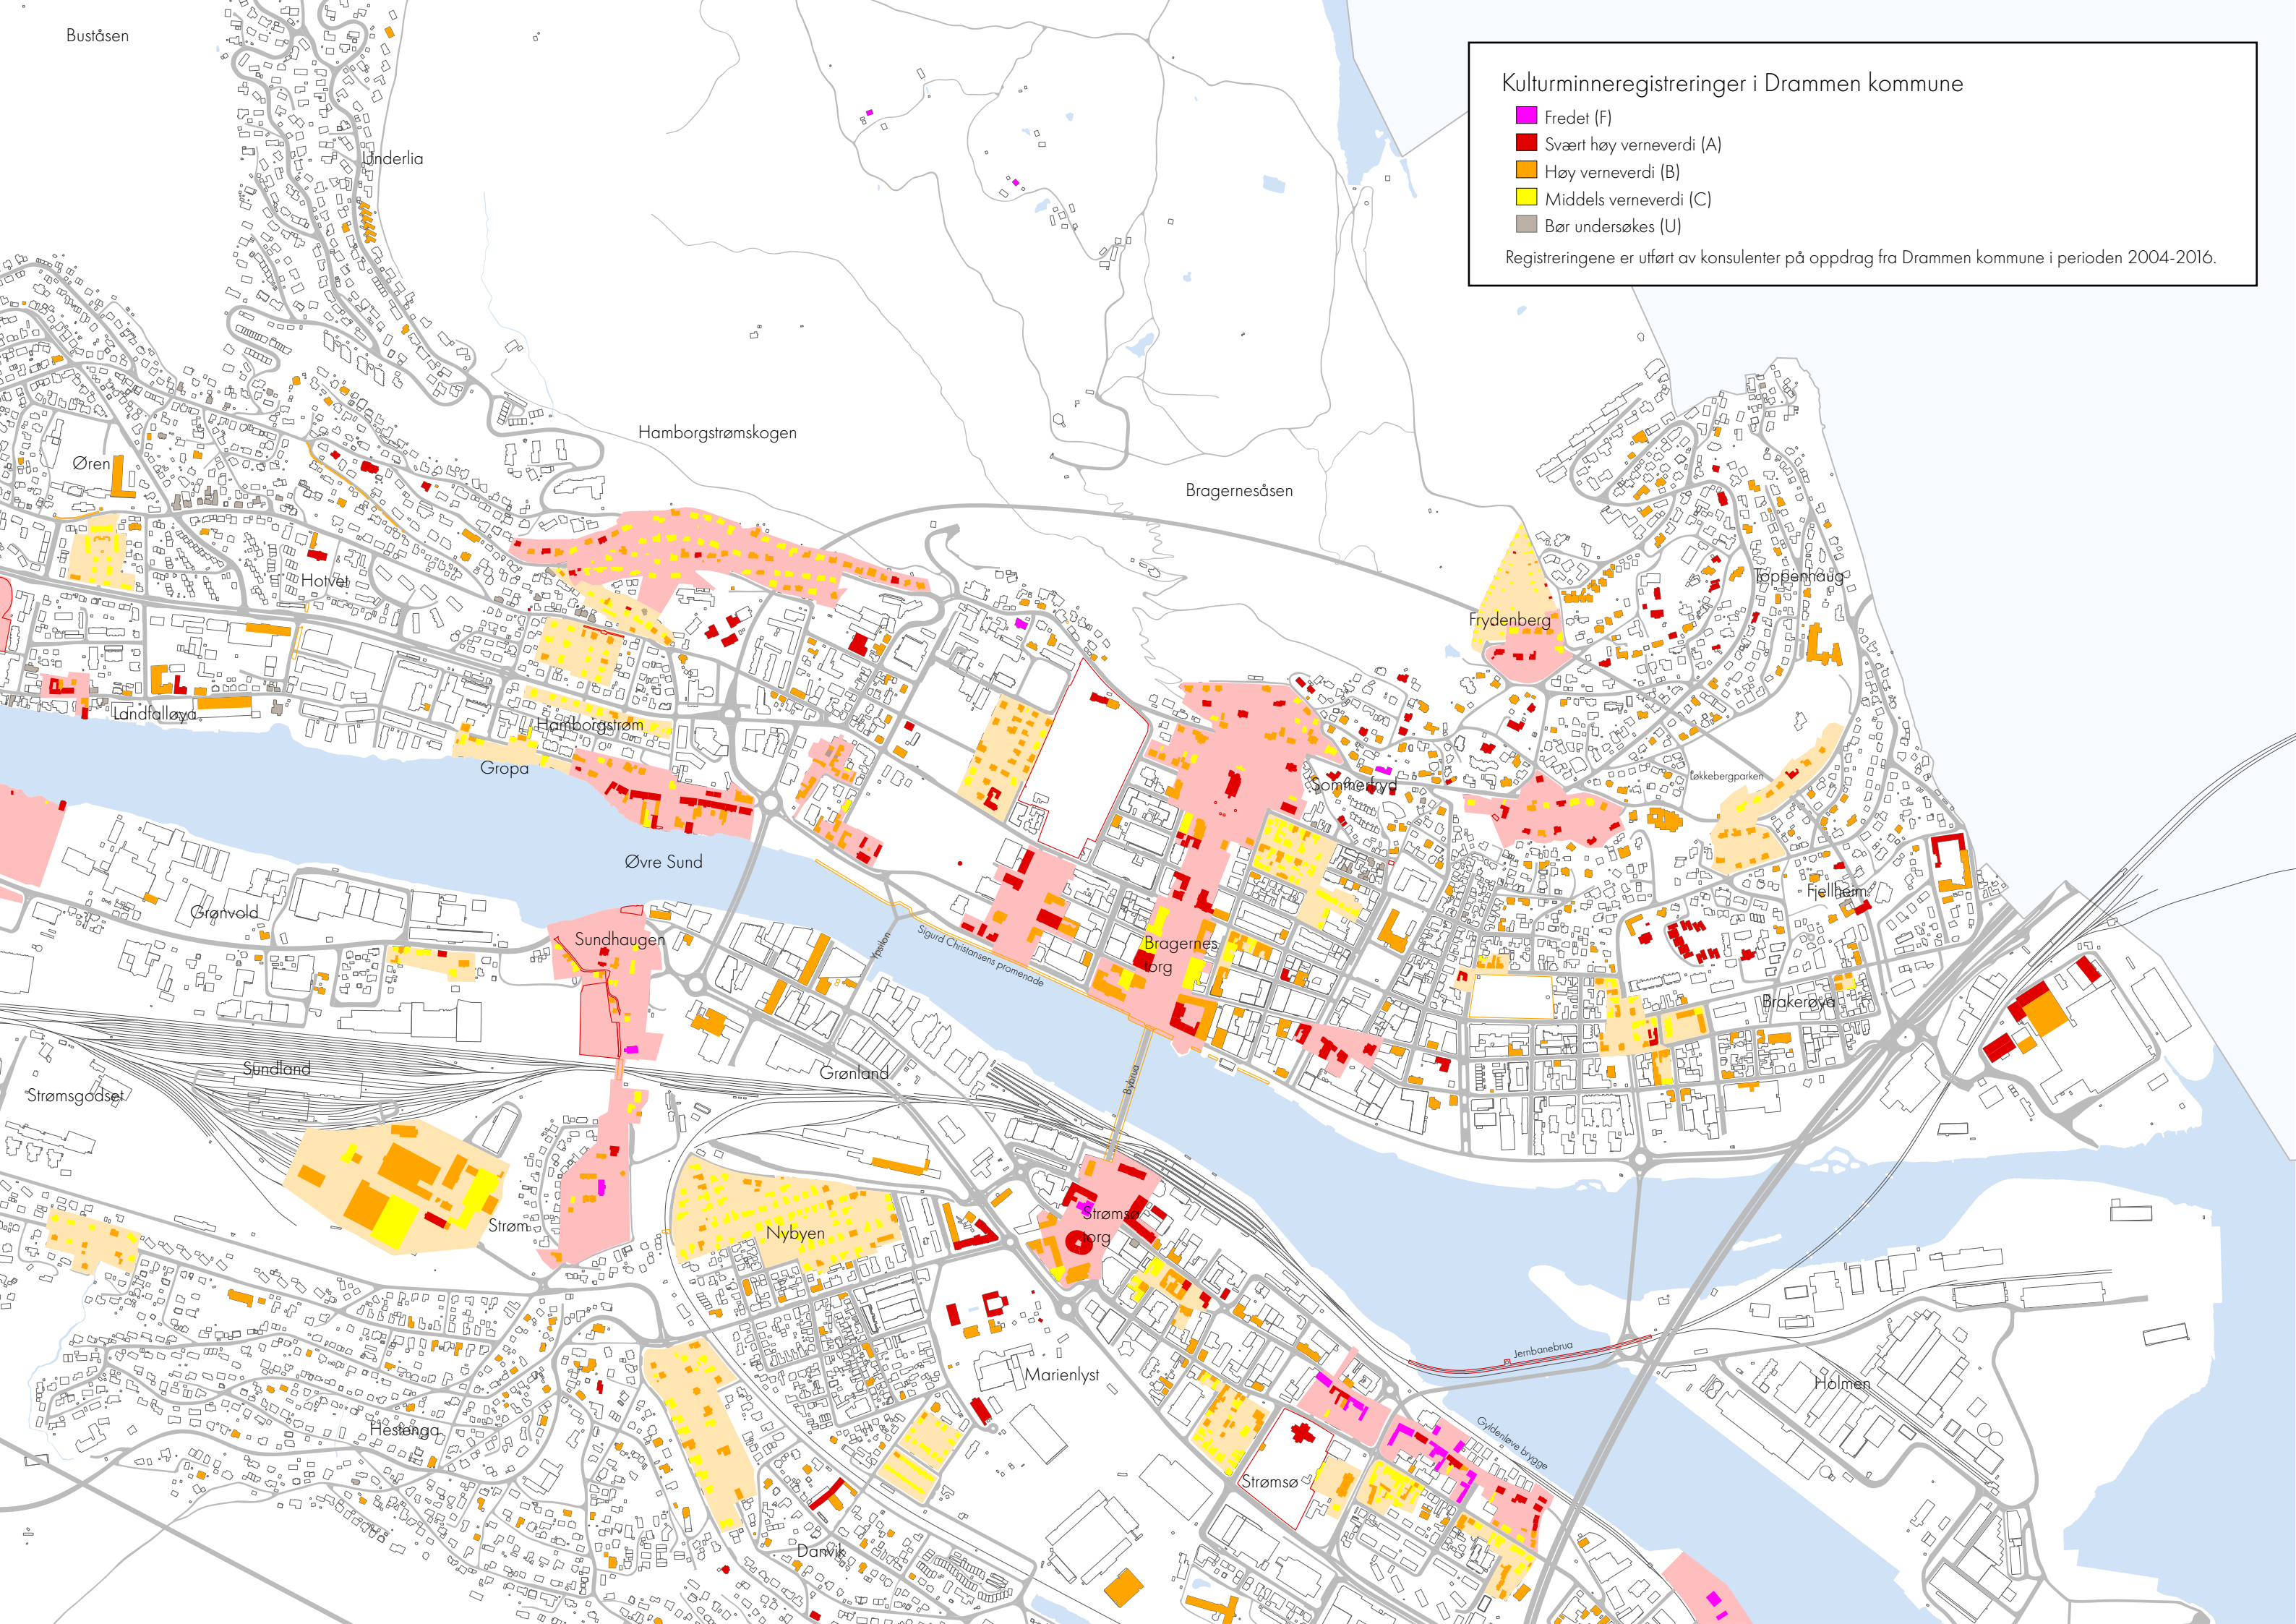 Buståsen
Kulturminneregistreringer i Drammen kommune
Fredet (F)
Svært høy verneverdi (A)
Høy verneverdi (B)
Middels verneverdi (C)
Bør undersøkes (U)
Registreringene er utført av konsulenter på oppdrag fra Drammen kommune i perioden 2004-2016.
Underlia
Hamborgstrømskogen
Øren
Bragernesåsen
Hotvet
Toppenhaug
Frydenberg
Landfalløya
Hamborgstrøm
Gropa
Sommerfryd
Løkkebergparken
Øvre Sund
Fjellheim
Grønvold
Sundhaugen
Ypsilon
Sigurd Christiansens promenade
Bragernes
torg
Brakerøya
Sundland
Grønland
Bybrua
Strømsgodset
Strøm
Nybyen
Strømsø
torg
Jernbanebrua
Marienlyst
Holmen
Hestenga
Gyldenløve brygge
Strømsø
Danvik